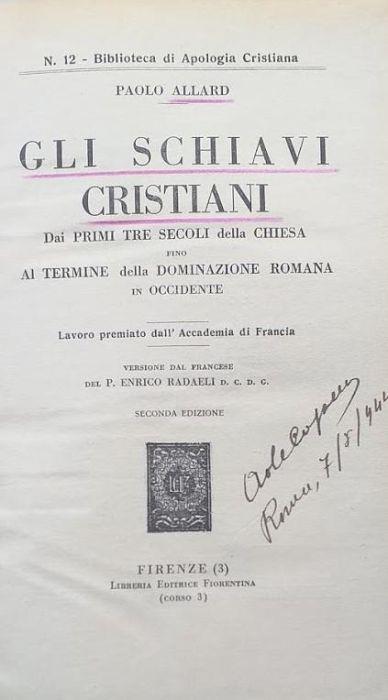 N. 12 - Biblioteca di Apologia Cristiana
PAOLO ALLARD
GLI SCHIAVI
CRISTIANI
Dai PRIMI TRE SECOLI della CHIESA
FINO
Al TERMINE della DOMINAZIONE ROMANA
IN OCCIDENTE
Lavoro premiato dall' Accademia di Francia
VERSIONE DAL FRANCESE
DEL P. ENRICO RADAELI D. C. D. G.
SECONDA EDIZIONE
Roma, 7/8/944
FIRENZE (3)
LIBRERIA EDITRICE FIORENTINA
(CORSO 3)